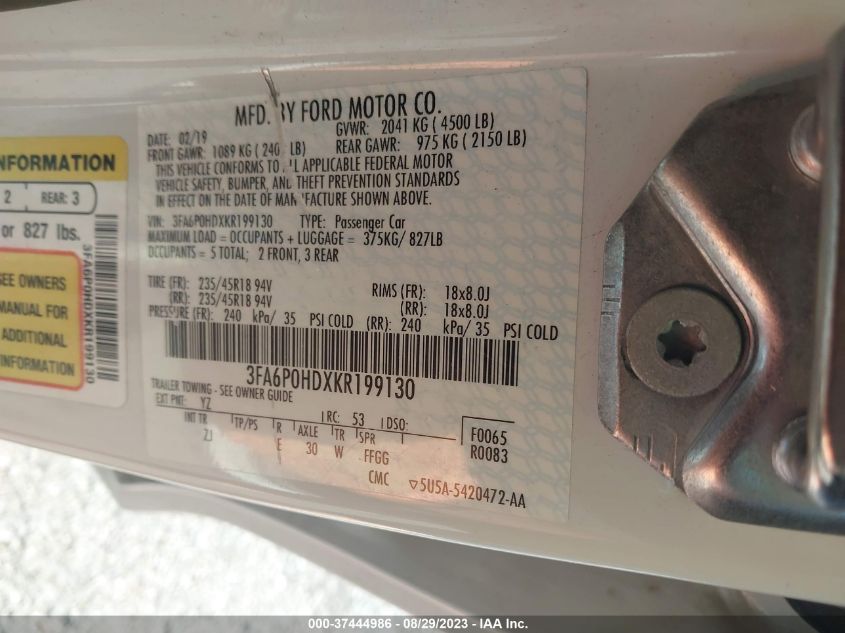 MFD. BY FORD MOTOR CO.
DATE: 02/19 GVWR: 2041 KG ( 4500 LB)
FRONT GAWR: 1089 KG ( 240 LB) REAR GAWR: 975 KG ( 2150 LB)
THIS VEHICLE CONFORMS TO ALL APPLICABLE FEDERAL MOTOR
VEHICLE SAFETY, BUMPER, AND THEFT PREVENTION STANDARDS
IN EFFECT ON THE DATE OF MANUFACTURE SHOWN ABOVE.
VIN: 3FA6P0HDXKR199130 TYPE: Passenger Car
MAXIMUM LOAD = OCCUPANTS + LUGGAGE = 375KG/ 827LB
OCCUPANTS = 5 TOTAL; 2 FRONT, 3 REAR
TIRE (FR): 235/45R18 94V RIMS (FR): 18x8.0J
(RR): 235/45R18 94V (RR): 18x8.0J
PRESSURE (FR): 240 kPa/ 35 PSI COLD (RR): 240 kPa/ 35 PSI COLD
3FA6P0HDXKR199130
TRAILER TOWING - SEE OWNER GUIDE
EXT PNT: YZ RC: 53 DSO:
INT TR TP/PS R AXLE TR SPR F0065
ZJ E 30 W FFGG R0083
CMC ▽5U5A-5420472-AA
INFORMATION
2 REAR: 3
or 827 lbs.
SEE OWNERS
MANUAL FOR
ADDITIONAL
INFORMATION
3FA6P0HDXKR199130
000-37444986 - 08/29/2023 - IAA Inc.